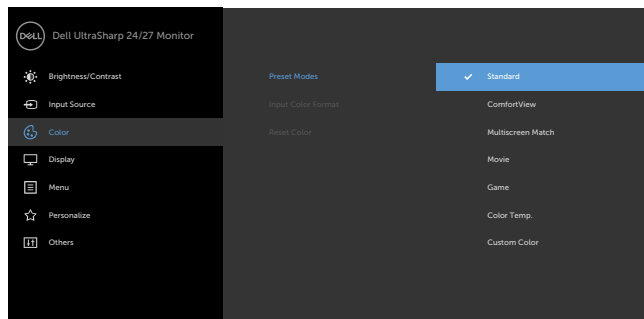 DELL Dell UltraSharp 24/27 Monitor
Brightness/Contrast
Input Source
Color
Display
Menu
Personalize
Others
Preset Modes
Input Color Format
Reset Color
Standard
ComfortView
Multiscreen Match
Movie
Game
Color Temp.
Custom Color